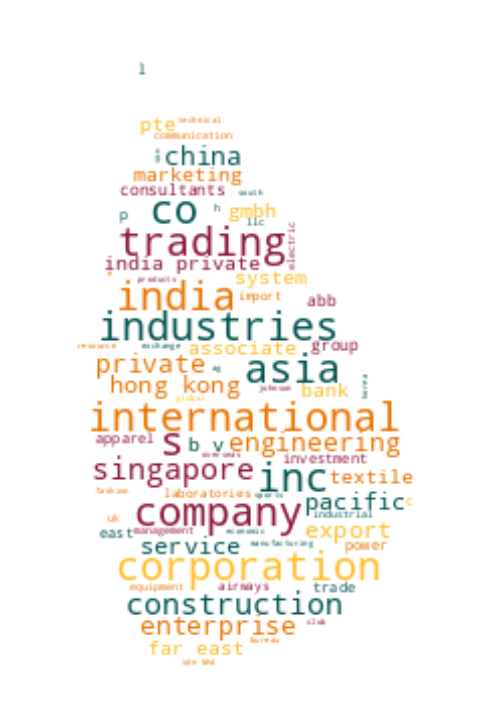 l
pte technical
communication
china
marketing
consultants south
p co h gmbh
llc
trading electric
india private
products system
india import abb
industries
resource exchange associate group
private ag asia
hong kong johnson bank korea
global
international
apparel s b v engineering
overseas investment
singapore inc textile
fashion laboratories sports pacific c
uk company industrial
east management economic export
service manufacturing power
corporation
equipment airways trade
construction
enterprise club
bureau
far east
sdn bhd